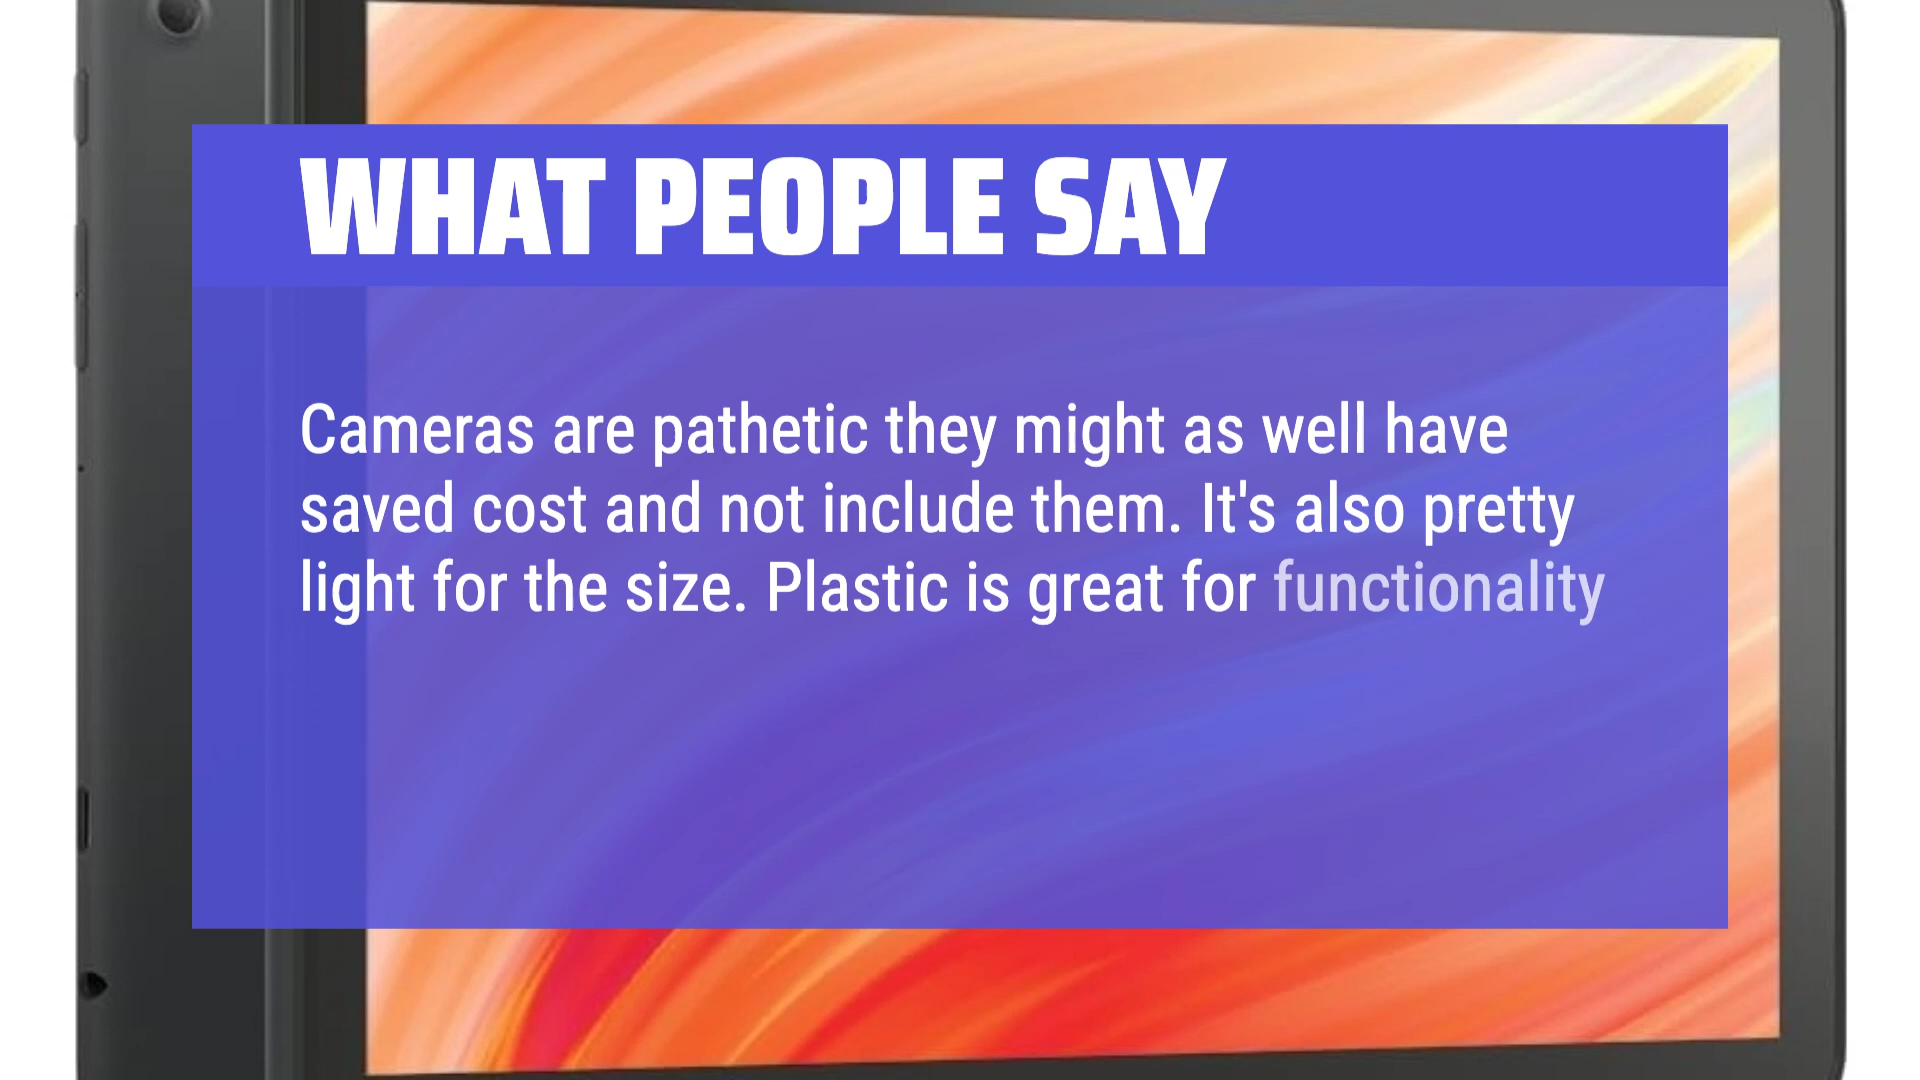 WHAT PEOPLE SAY
Cameras are pathetic they might as well have
saved cost and not include them. It's also pretty
light for the size. Plastic is great for functionality